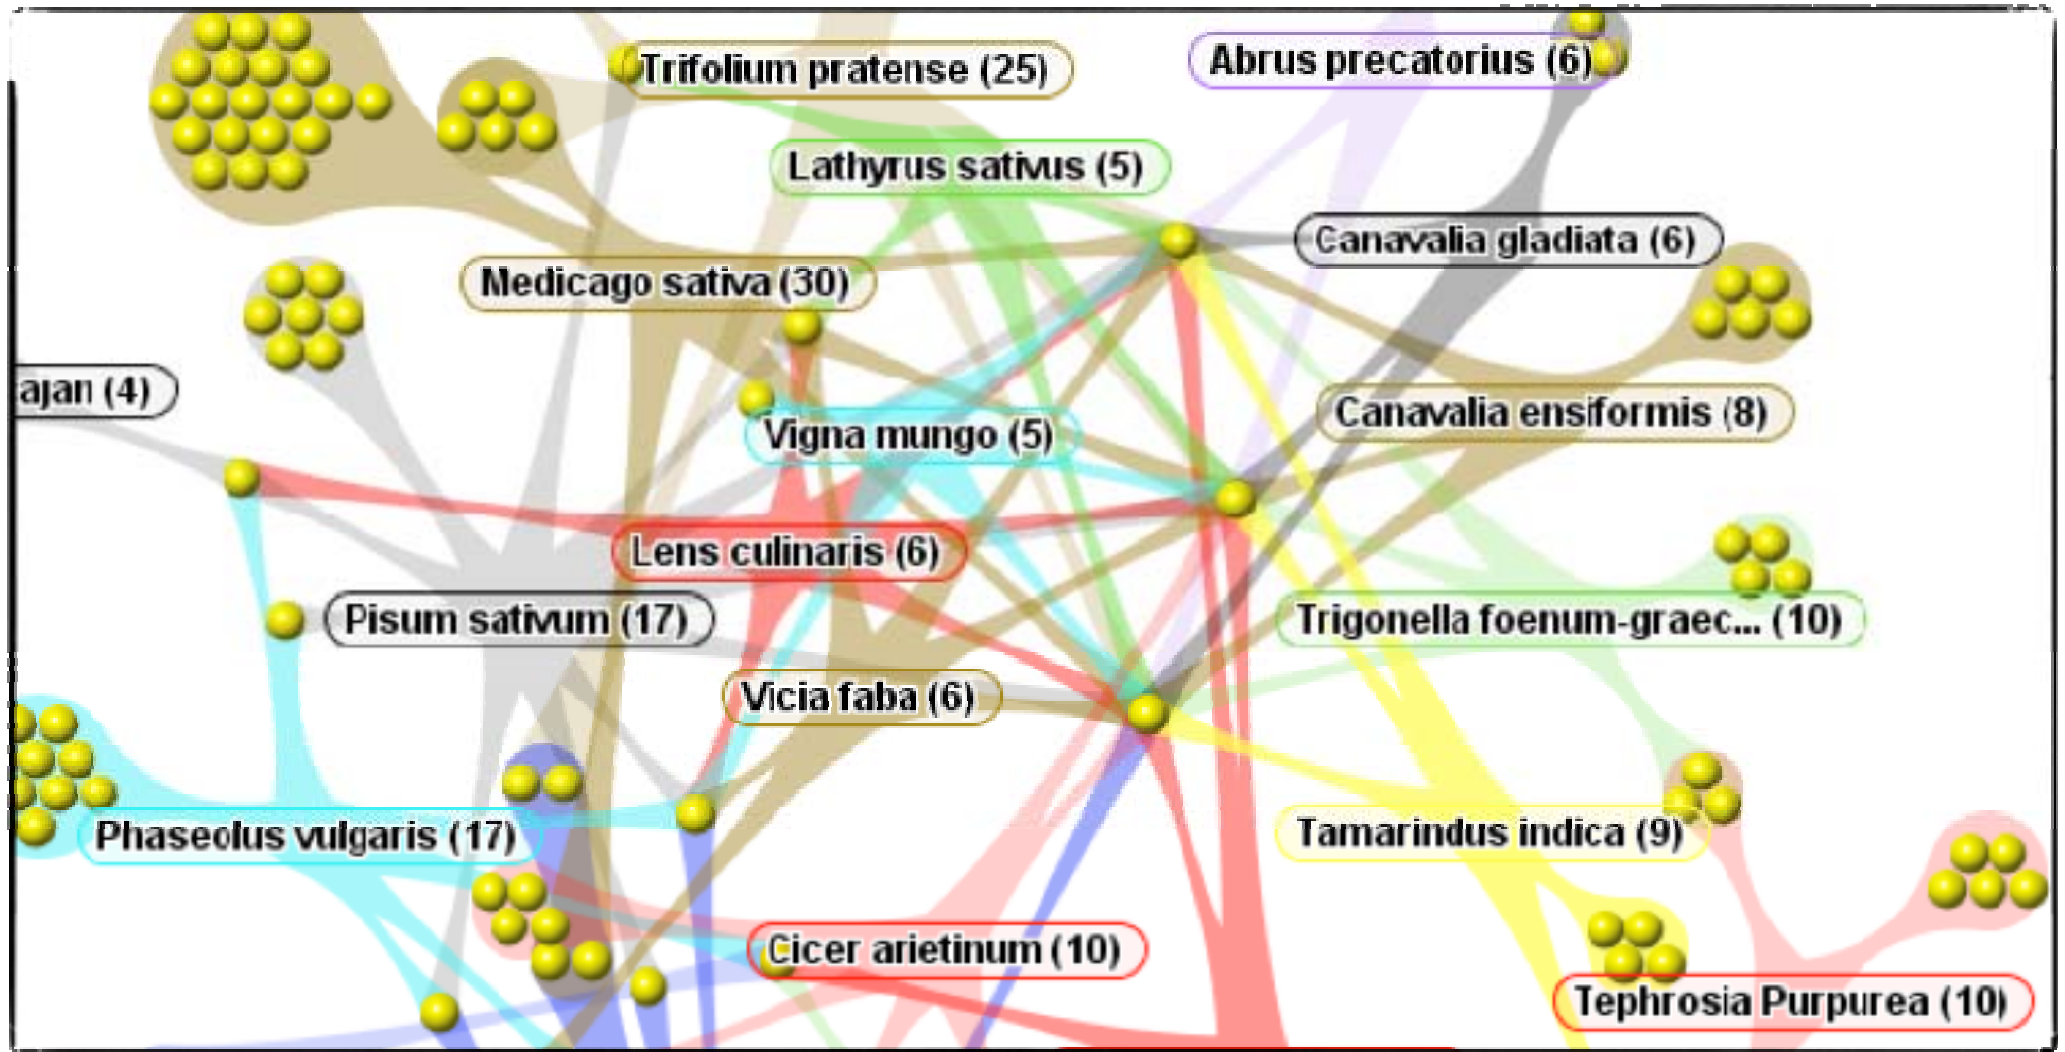 Trifolium pratense (25)
Abrus precatorius (6)
Lathyrus sativus (5)
Canavalia gladiata (6)
Medicago sativa (30)
ajan (4)
Canavalia ensiformis (8)
Vigna mungo (5)
Lens culinaris (6)
Pisum sativum (17)
Trigonella foenum-graec... (10)
Vicia faba (6)
Phaseolus vulgaris (17)
Tamarindus indica (9)
Cicer arietinum (10)
Tephrosia Purpurea (10)